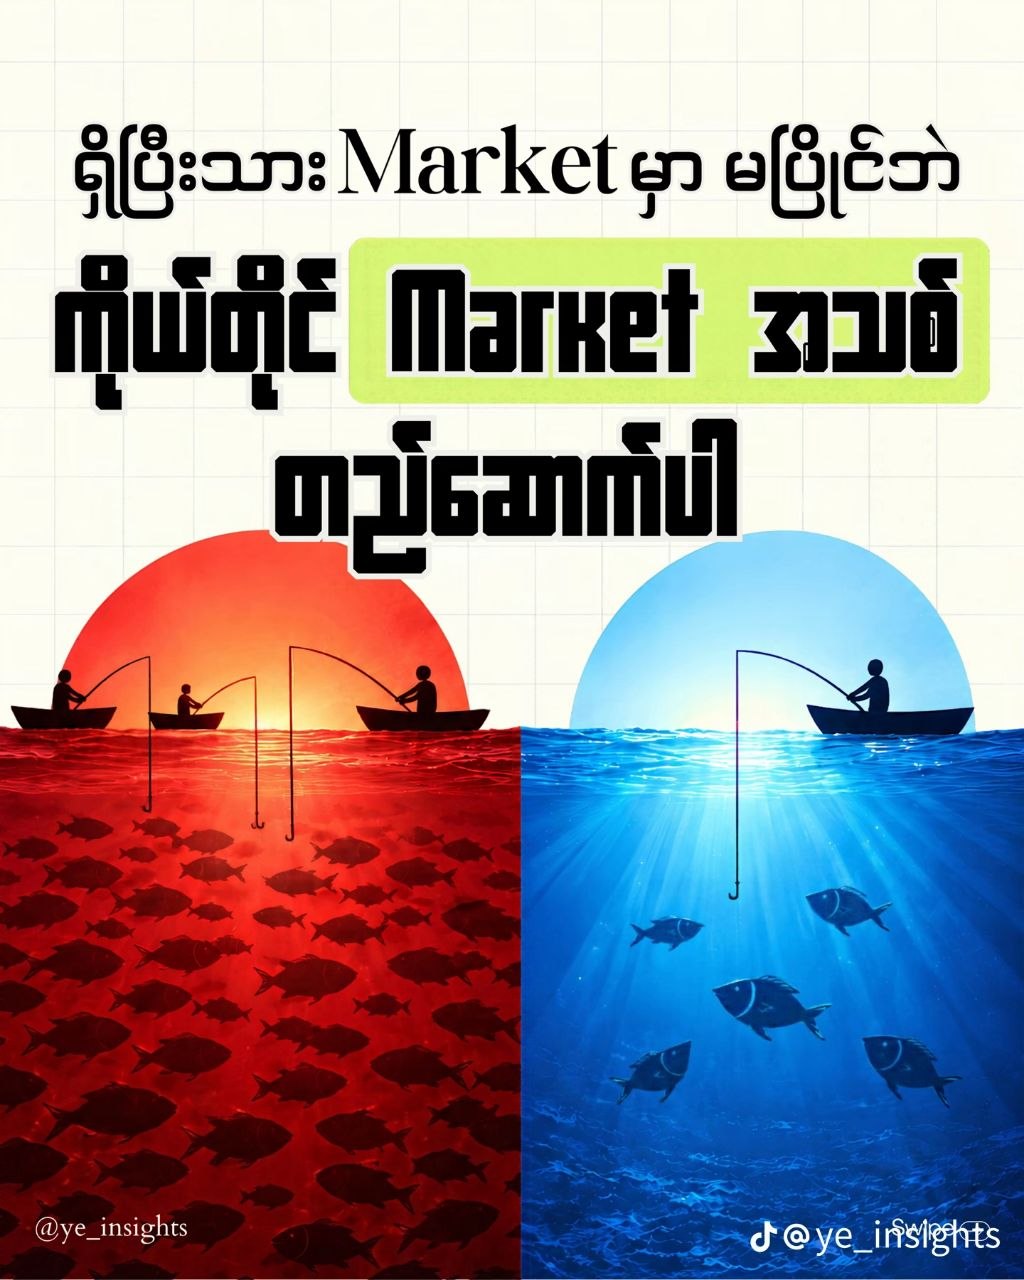 ရှိပြီးသား Market မှာ မပြိုင်ဘဲ
ကိုယ်တိုင် Market အသစ်
တည်ဆောက်ပါ
@ye_insights
Swipe
@ye_insights